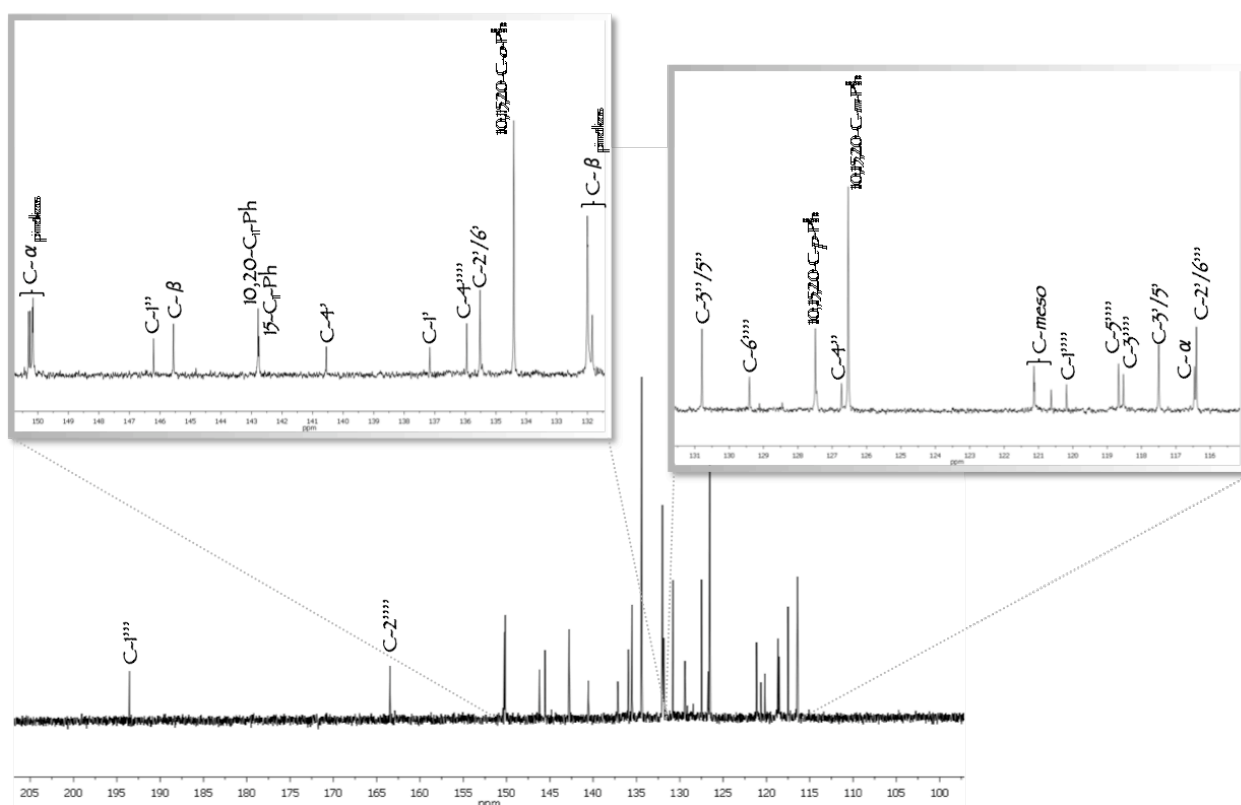 } C-α
C-1’’
C-β
10,20-C₁-Ph
15-C₁-Ph
C-4’
C-1’
C-4’’’’
C-2’/6’
10,15,20-C-o-Ph
} C-β
150 149 148 147 146 145 144 143 142 141 140 139 138 137 136 135 134 133 132
ppm
C-3’’/5’’
C-6’’’’
10,15,20-C-p-Ph
C-4’’
10,15,20-C-m-Ph
} C-meso
C-1’’’’
C-5’’’’
C-3’’’’
C-3’/5’
C-α
C-2’/6’’’
131 130 129 128 127 126 125 124 123 122 121 120 119 118 117 116
ppm
C-1’’’
C-2’’’’
205 200 195 190 185 180 175 170 165 160 155 150 145 140 135 130 125 120 115 110 105 100
ppm